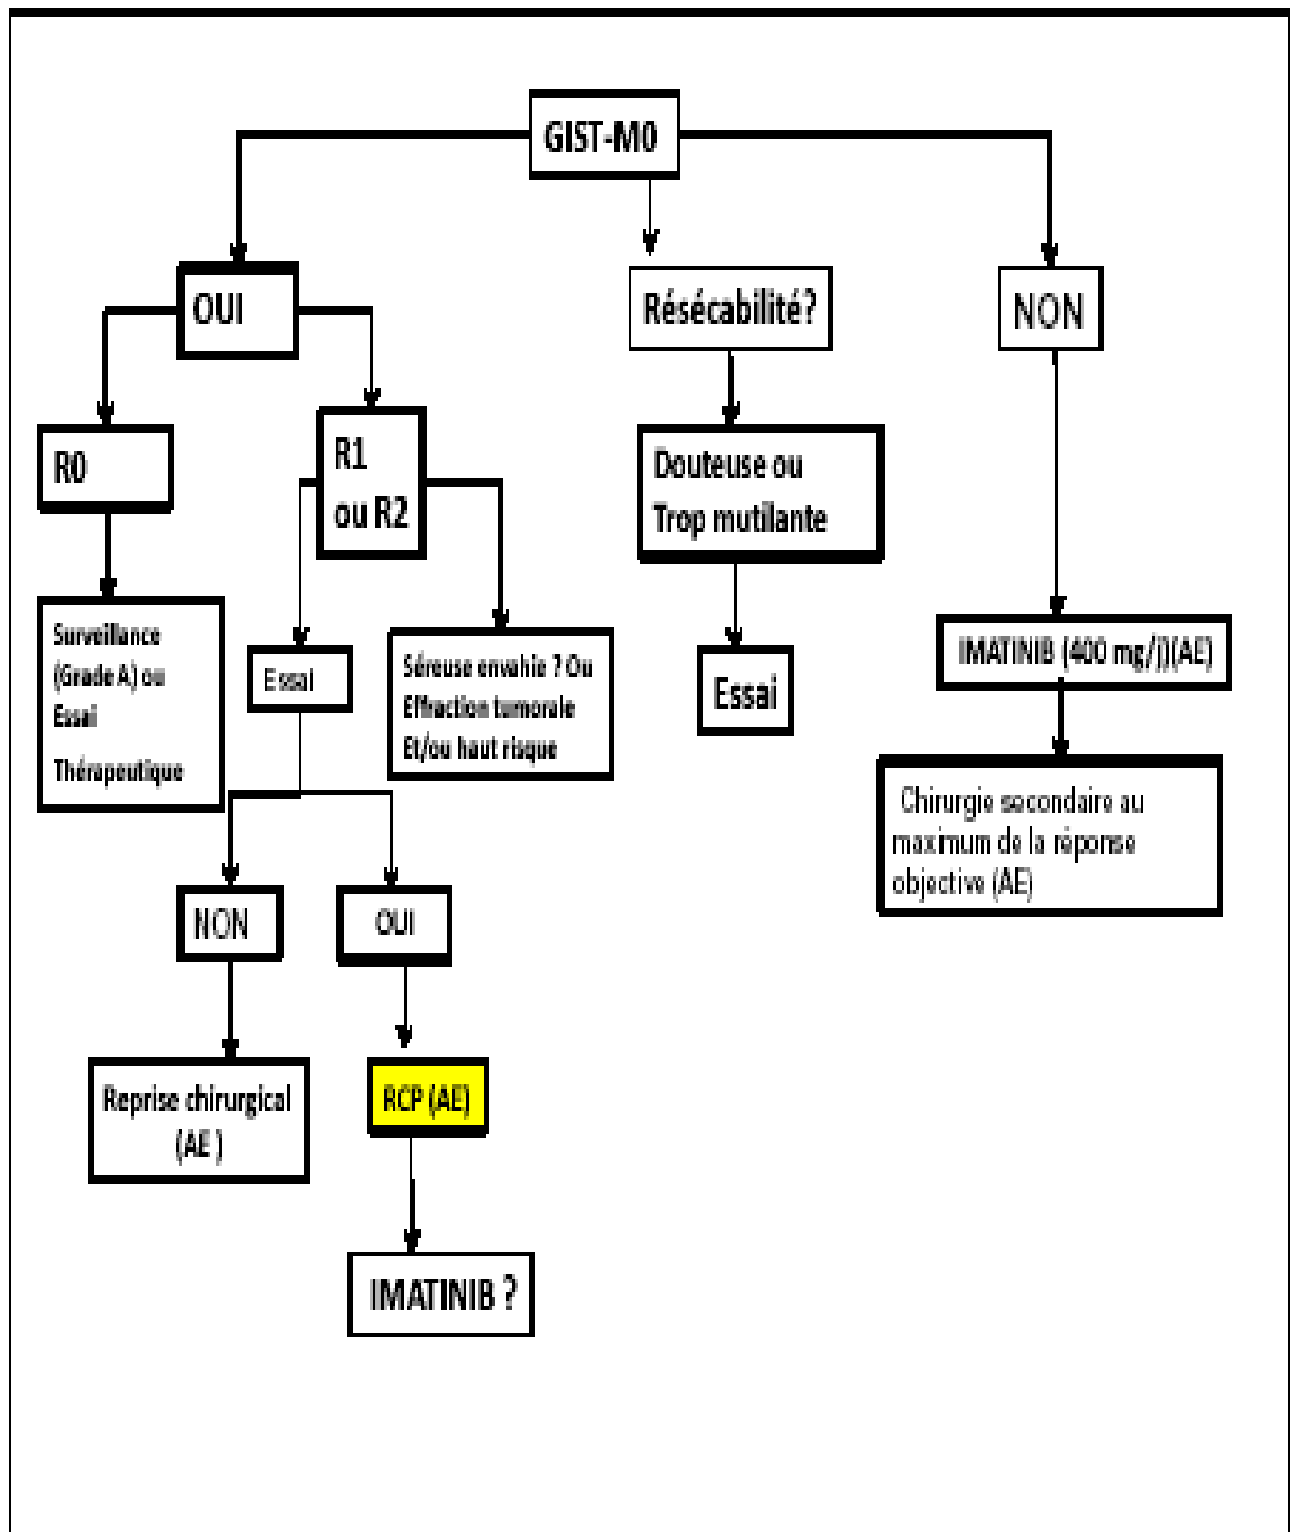 GIST-M0
OUI
Résécabilité?
NON
R0
R1
ou R2
Douteuse ou
Trop mutilante
Surveillance
(Grade A) ou
Essai
Thérapeutique
Essai
Séreuse envahie ? Ou
Effraction tumorale
Et/ou haut risque
Essai
IMATINIB (400 mg/J)(AE)
Chirurgie secondaire au
maximum de la réponse
objective (AE)
NON
OUI
Reprise chirurgical
(AE )
RCP (AE)
IMATINIB ?